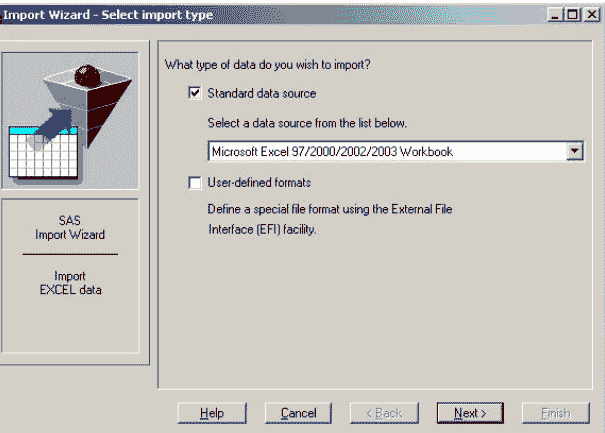 Import Wizard - Select import type
What type of data do you wish to import?
Standard data source
Select a data source from the list below.
Microsoft Excel 97/2000/2002/2003 Workbook
User-defined formats
Define a special file format using the External File
Interface (EFI) facility.
SAS
Import Wizard
Import
EXCEL data
Help
Cancel
< Back
Next >
Finish